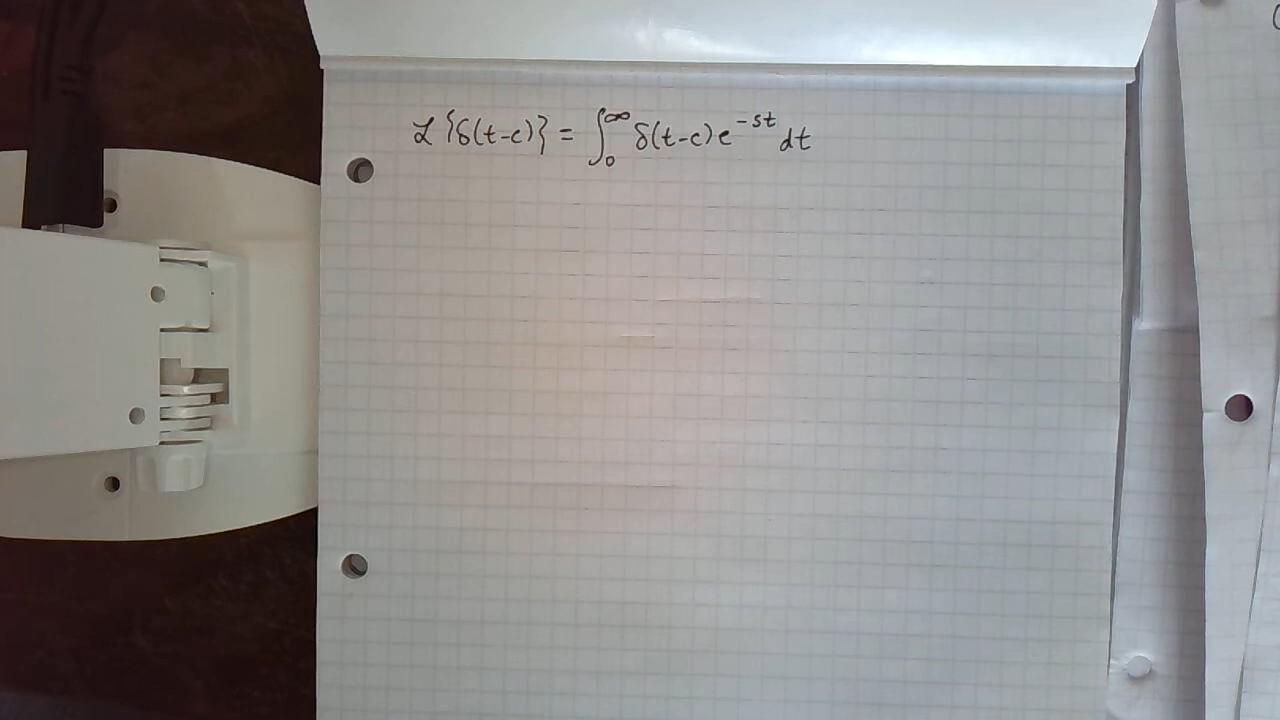 ℒ{δ(t-c)} = ∫₀^∞ δ(t-c)e^{-st} dt